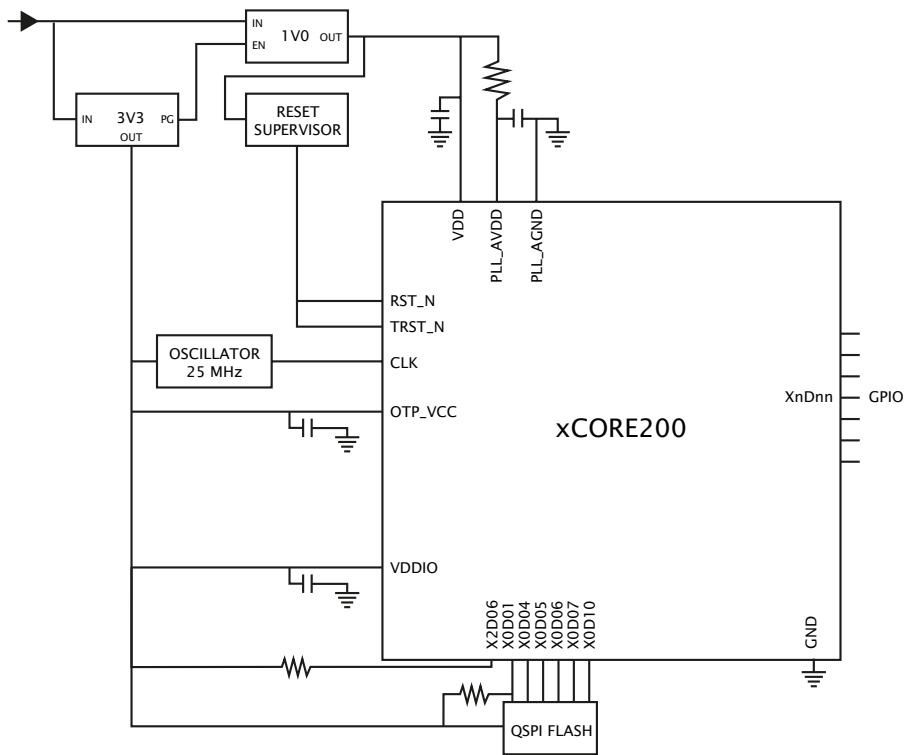 IN
EN
1V0
OUT
IN
3V3
PG
OUT
RESET
SUPERVISOR
VDD
PLL_AVDD
PLL_AGND
RST_N
TRST_N
OSCILLATOR
25 MHz
CLK
OTP_VCC
xCORE200
XnDnn
GPIO
VDDIO
X2D06
X0D01
X0D04
X0D05
X0D06
X0D07
X0D10
GND
QSPI FLASH